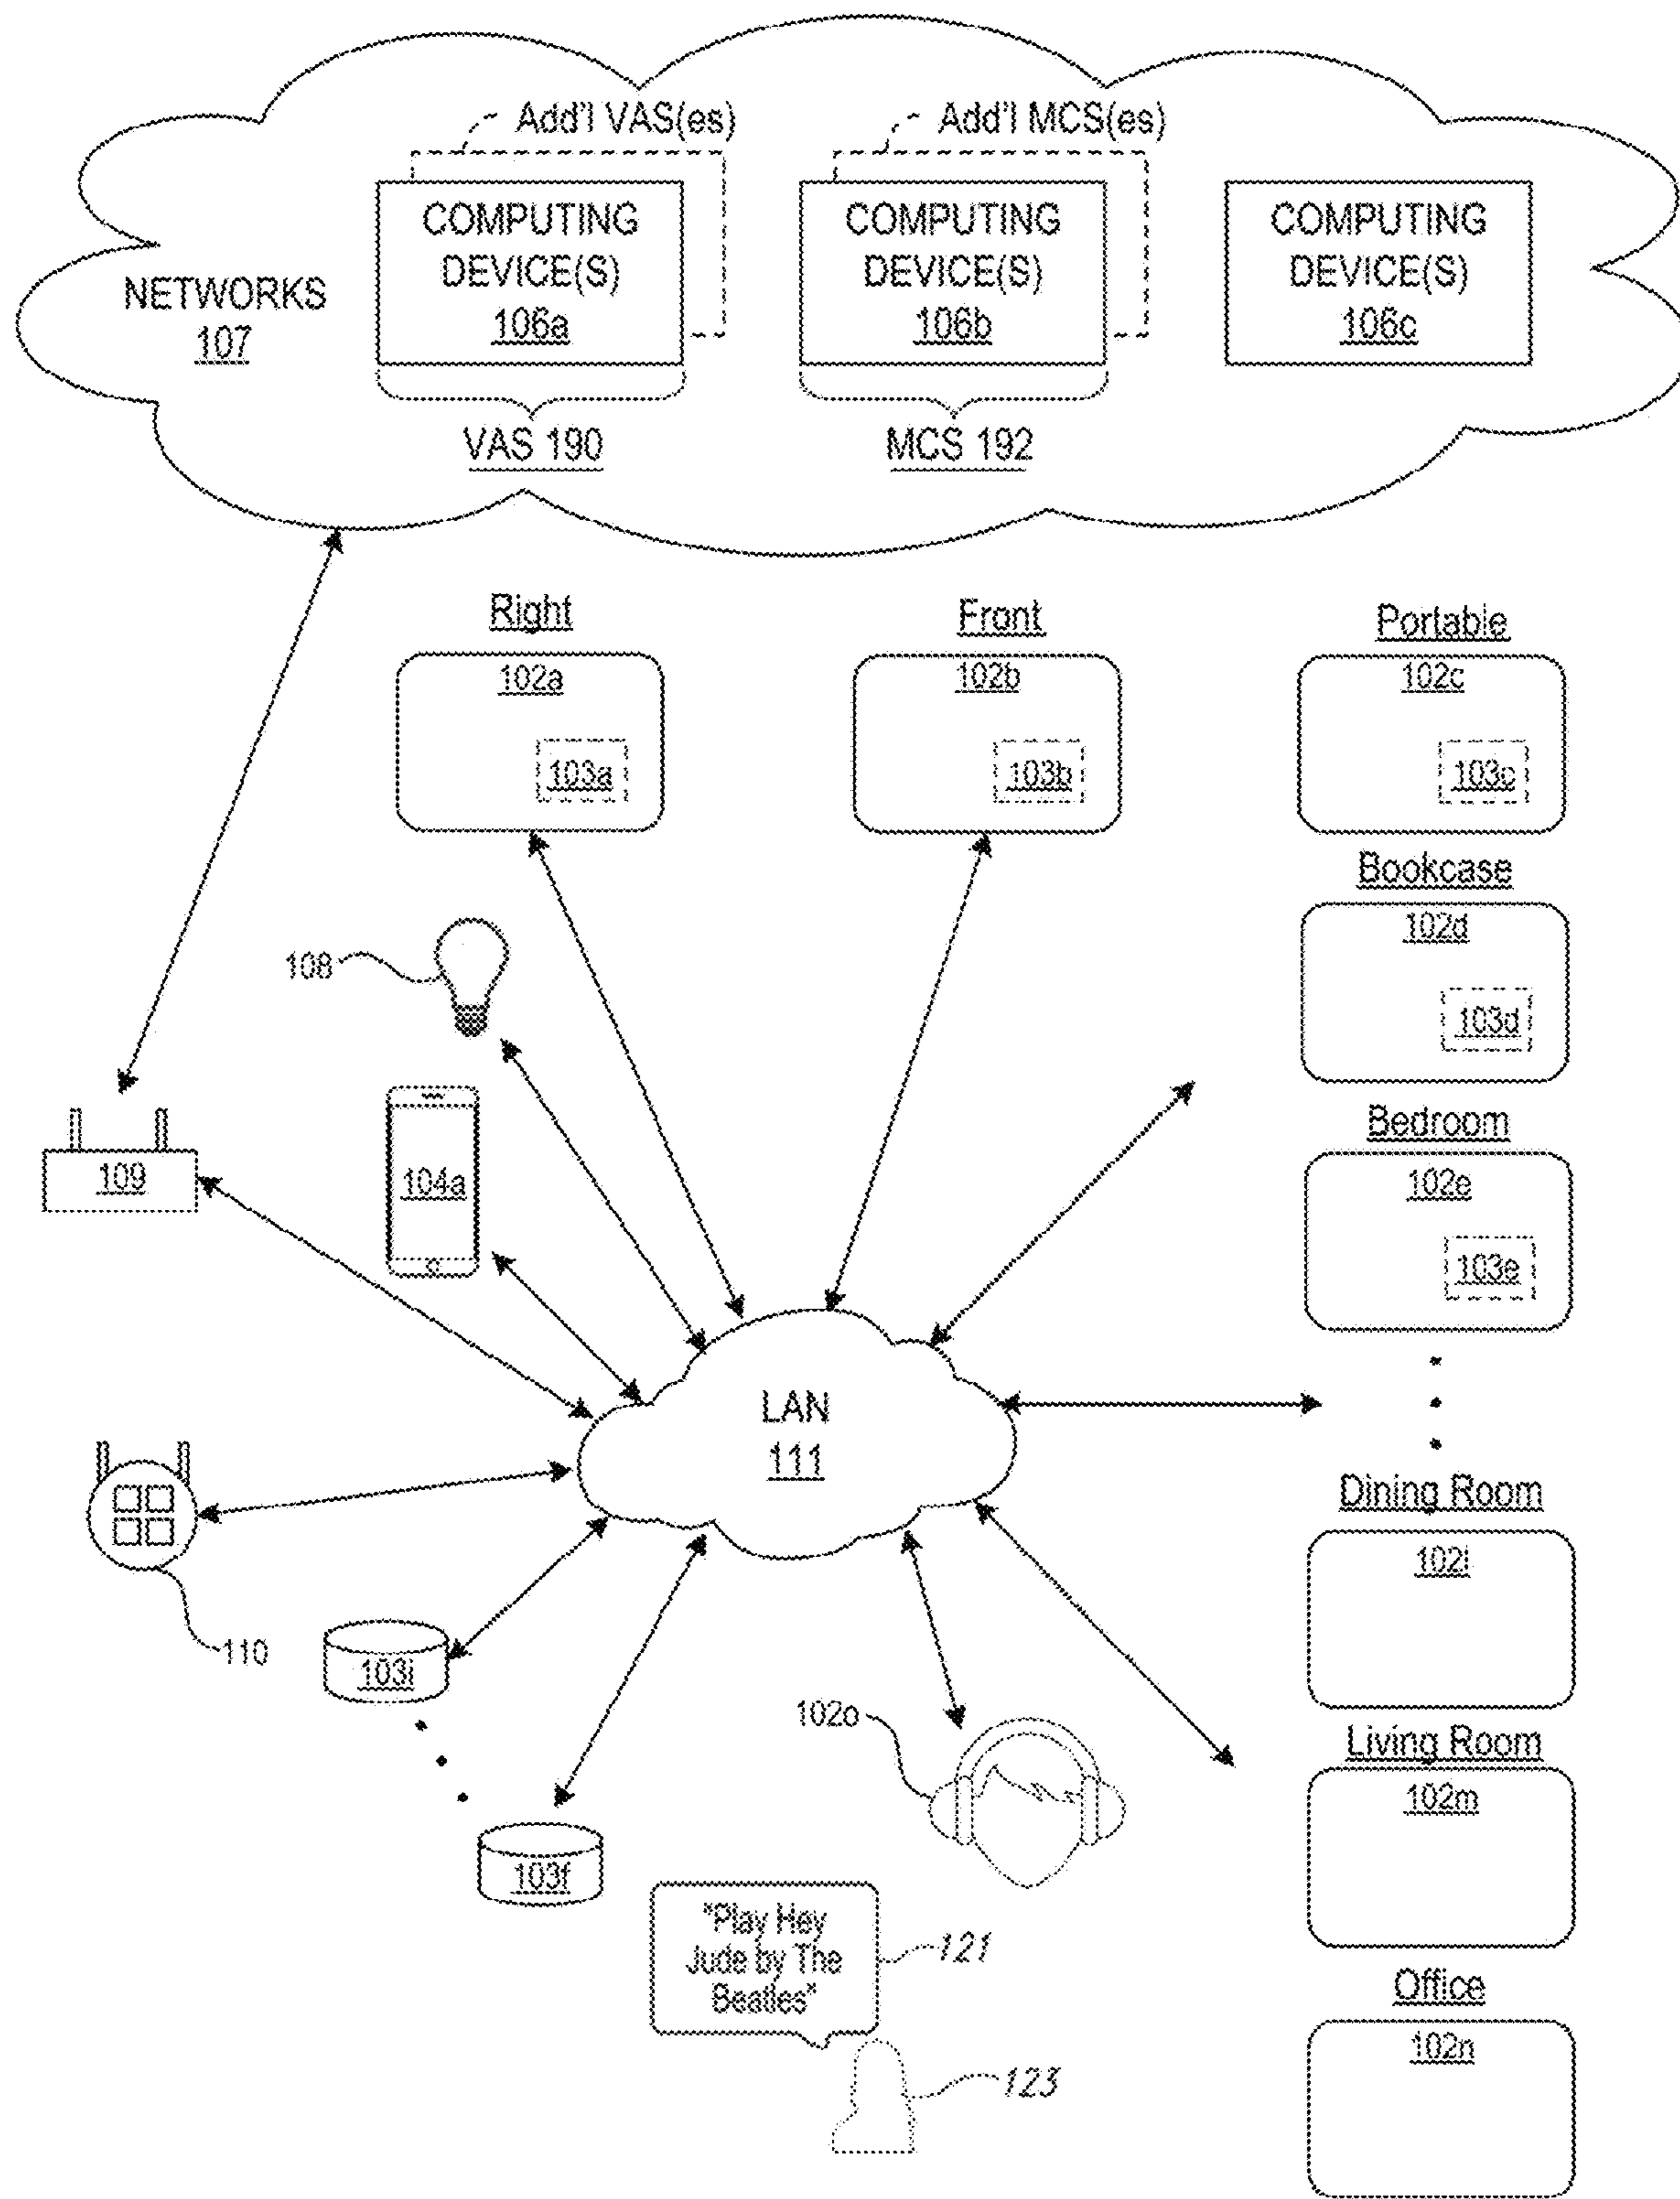 Add'l VAS(es)
Add'l MCS(es)
COMPUTING
DEVICE(S)
106a
COMPUTING
DEVICE(S)
106b
COMPUTING
DEVICE(S)
106c
NETWORKS
107
VAS 190
MCS 192
Right
102a
103a
Front
102b
103b
Portable
102c
103c
Bookcase
102d
103d
108
Bedroom
102e
103e
104a
109
LAN
111
Dining Room
102l
110
103i
102o
Living Room
102m
103f
"Play Hey
Jude by The
Beatles"
121
Office
102n
123